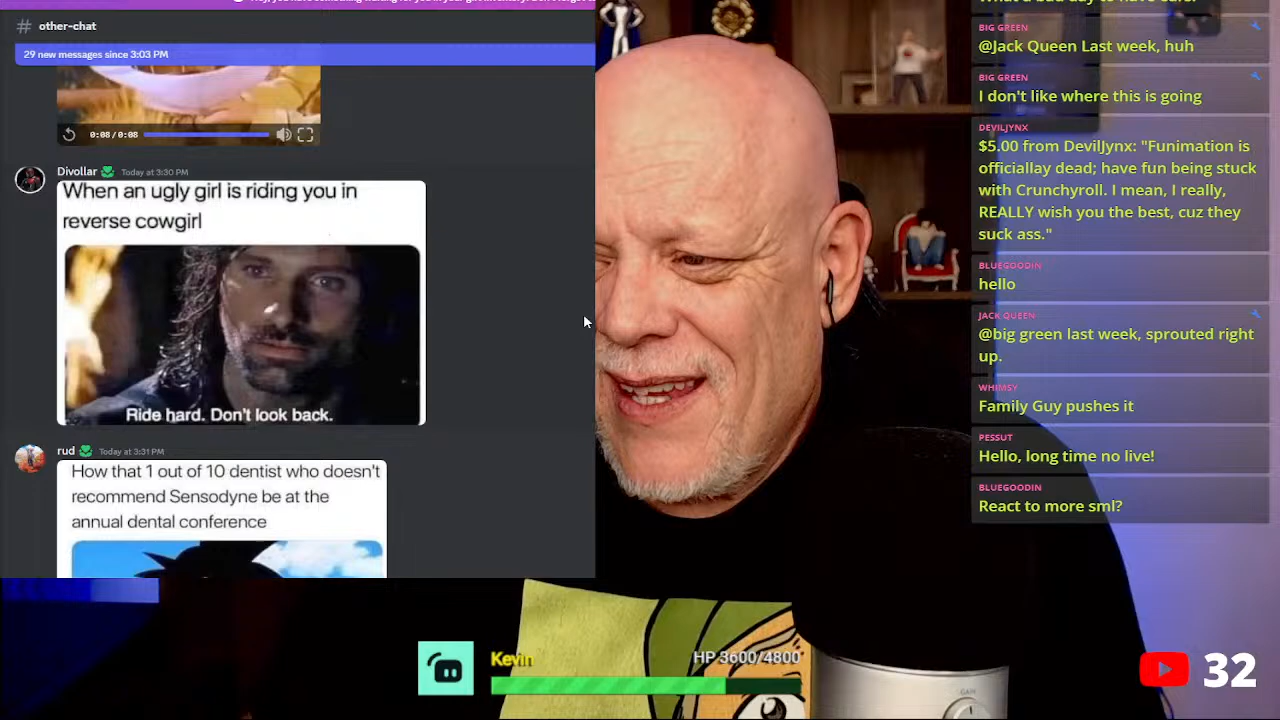 other-chat
29 new messages since 3:03 PM
0:08/0:08
Divollar Today at 3:30 PM
When an ugly girl is riding you in
reverse cowgirl
Ride hard. Don't look back.
rud Today at 3:31 PM
How that 1 out of 10 dentist who doesn't
recommend Sensodyne be at the
annual dental conference
BIG GREEN
@Jack Queen Last week, huh
BIG GREEN
I don't like where this is going
DEVILJYNX
$5.00 from DevilJynx: "Funimation is
officiallay dead; have fun being stuck
with Crunchyroll. I mean, I really,
REALLY wish you the best, cuz they
suck ass."
BLUEGOODIN
hello
JACK QUEEN
@big green last week, sprouted right
up.
WHIMSY
Family Guy pushes it
PESSUT
Hello, long time no live!
BLUEGOODIN
React to more sml?
Kevin
HP 3600/4800
GAIN
32